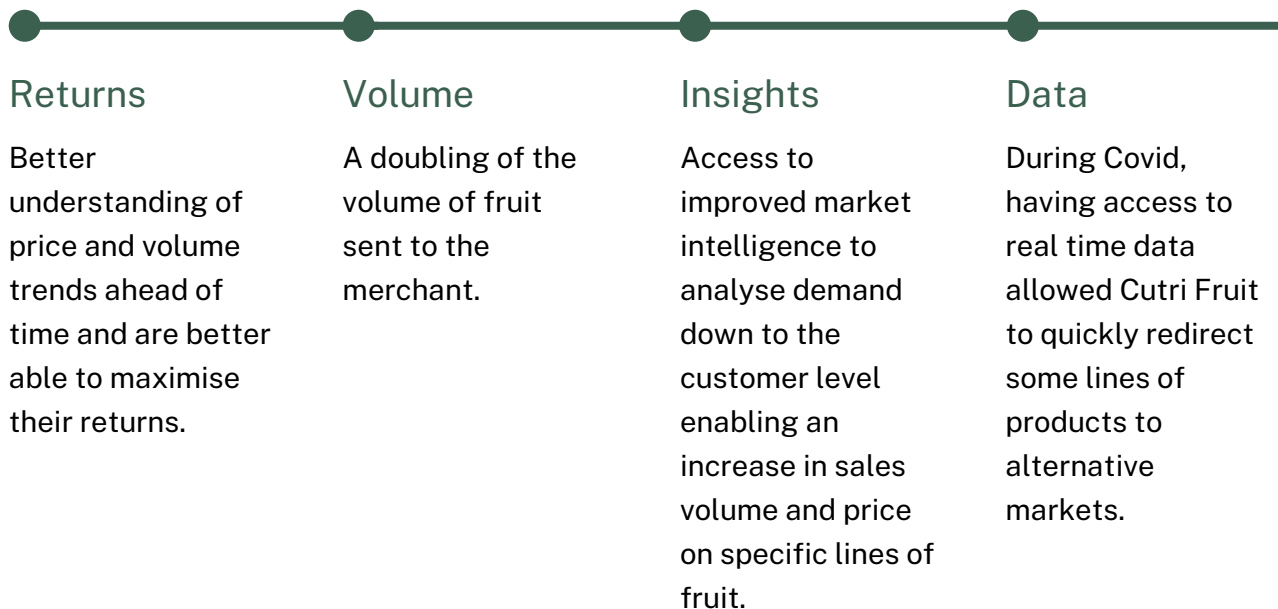 Returns
Better
understanding of
price and volume
trends ahead of
time and are better
able to maximise
their returns.
Volume
A doubling of the
volume of fruit
sent to the
merchant.
Insights
Access to
improved market
intelligence to
analyse demand
down to the
customer level
enabling an
increase in sales
volume and price
on specific lines of
fruit.
Data
During Covid,
having access to
real time data
allowed Cutri Fruit
to quickly redirect
some lines of
products to
alternative
markets.